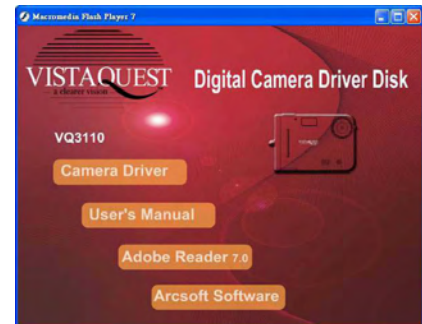 Macromedia Flash Player 7
VISTAQUEST
a clearer vision
Digital Camera Driver Disk
VQ3110
Camera Driver
User's Manual
Adobe Reader 7.0
Arcsoft Software